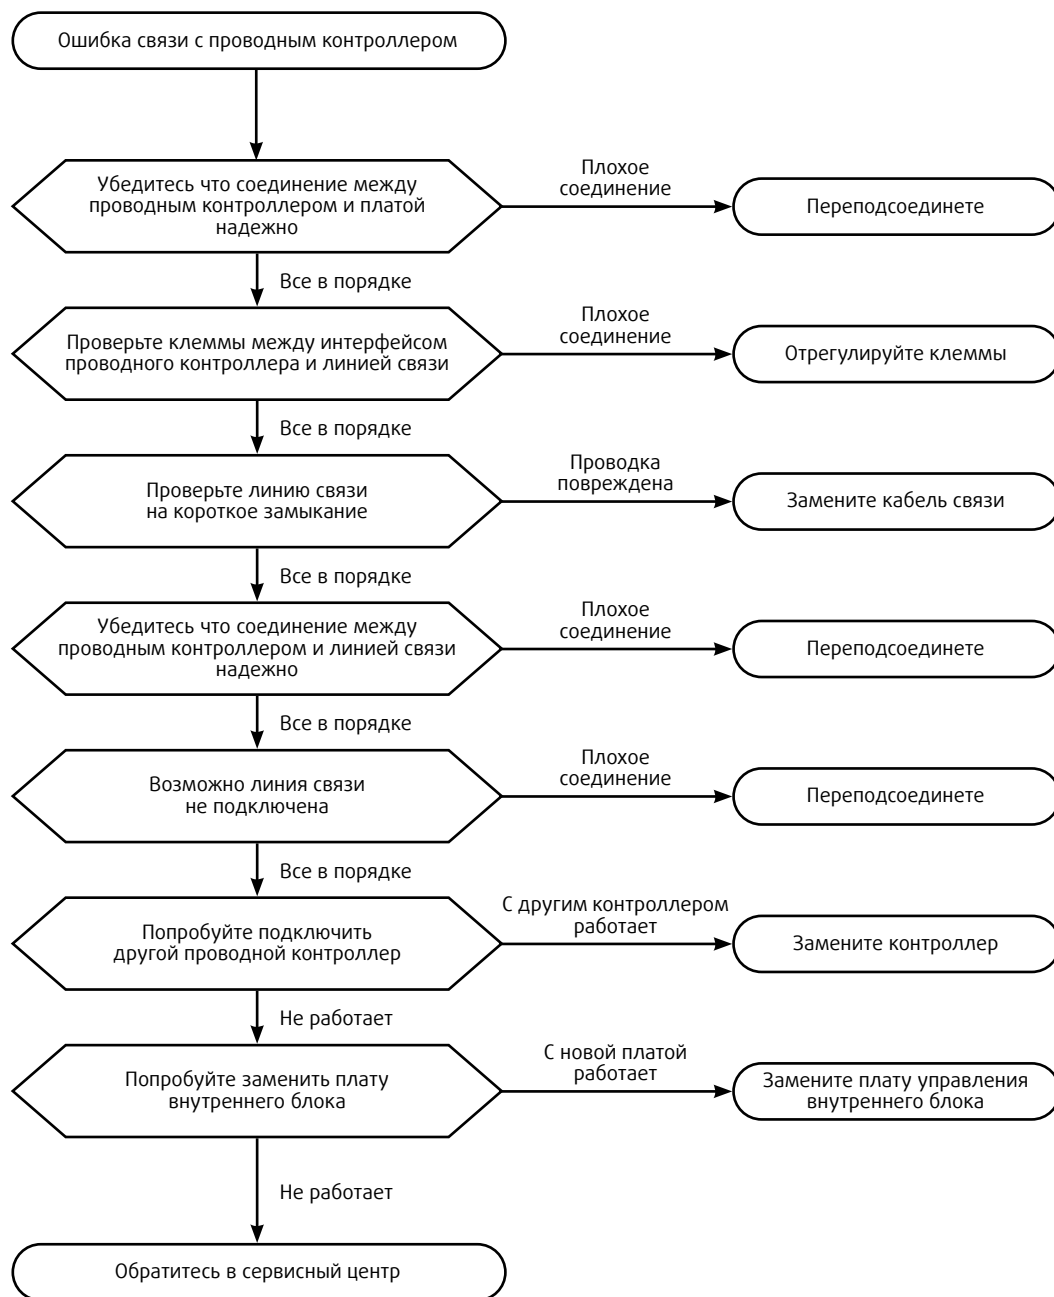 Ошибка связи с проводным контроллером
Убедитесь что соединение между
проводным контроллером и платой
надежно
Плохое
соединение
Переподсоединете
Все в порядке
Проверьте клеммы между интерфейсом
проводного контроллера и линией связи
Плохое
соединение
Отрегулируйте клеммы
Все в порядке
Проверьте линию связи
на короткое замыкание
Проводка
повреждена
Замените кабель связи
Все в порядке
Убедитесь что соединение между
проводным контроллером и линией связи
надежно
Плохое
соединение
Переподсоединете
Все в порядке
Возможно линия связи
не подключена
Плохое
соединение
Переподсоединете
Все в порядке
Попробуйте подключить
другой проводной контроллер
С другим контроллером
работает
Замените контроллер
Не работает
Попробуйте заменить плату
внутреннего блока
С новой платой
работает
Замените плату управления
внутреннего блока
Не работает
Обратитесь в сервисный центр